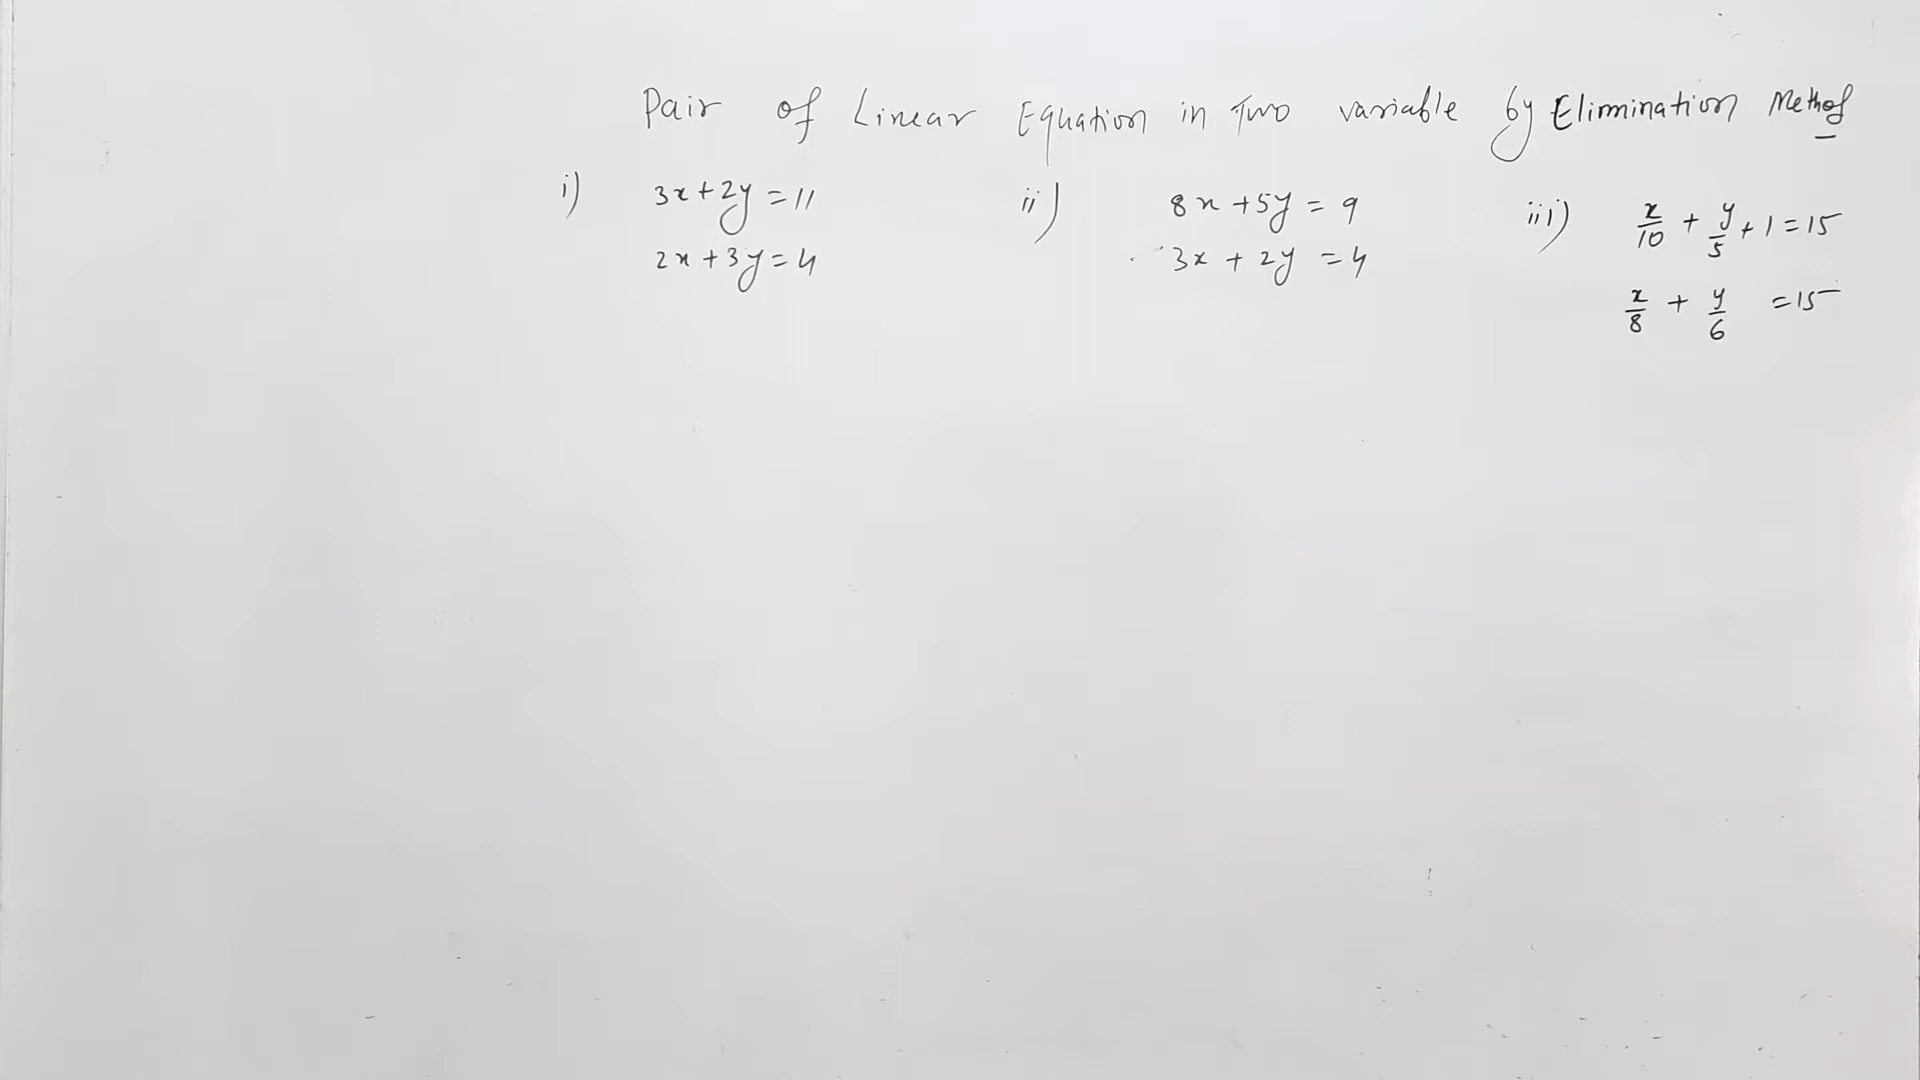 Pair of Linear Equation in Two variable by Elimination Method
i) 3x+2y=11
2x+3y=4
ii) 8x+5y=9
3x+2y=4
iii) x/10 + y/5 + 1 = 15
x/8 + y/6 = 15